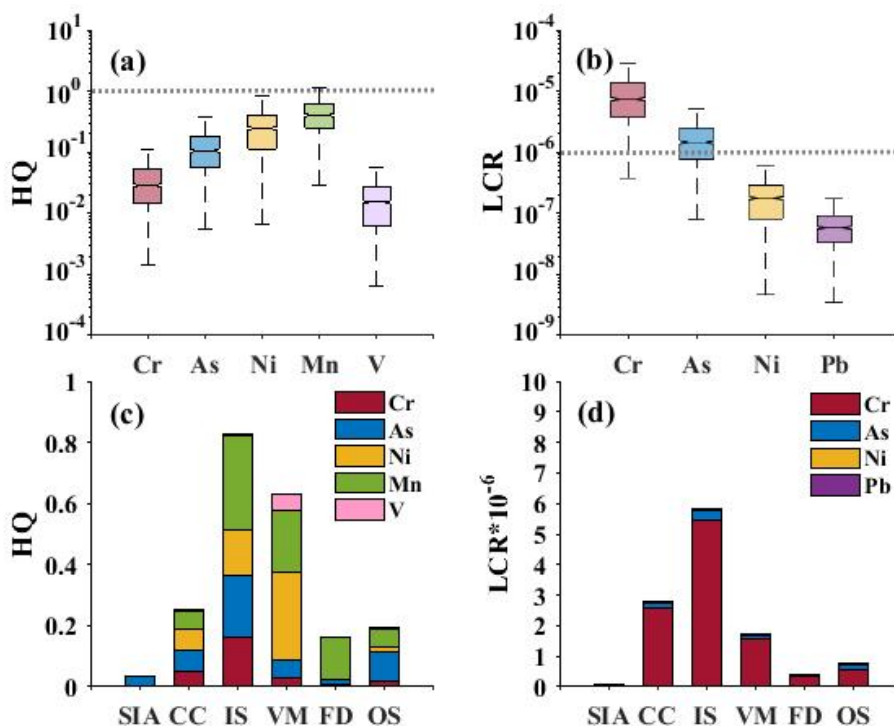 (a)
HQ
10^1
10^0
10^-1
10^-2
10^-3
10^-4
Cr As Ni Mn V
(b)
LCR
10^-4
10^-5
10^-6
10^-7
10^-8
10^-9
Cr As Ni Pb
(c)
HQ
1
0.8
0.6
0.4
0.2
0
Cr
As
Ni
Mn
V
SIA CC IS VM FD OS
(d)
LCR*10^-6
10
9
8
7
6
5
4
3
2
1
0
Cr
As
Ni
Pb
SIA CC IS VM FD OS